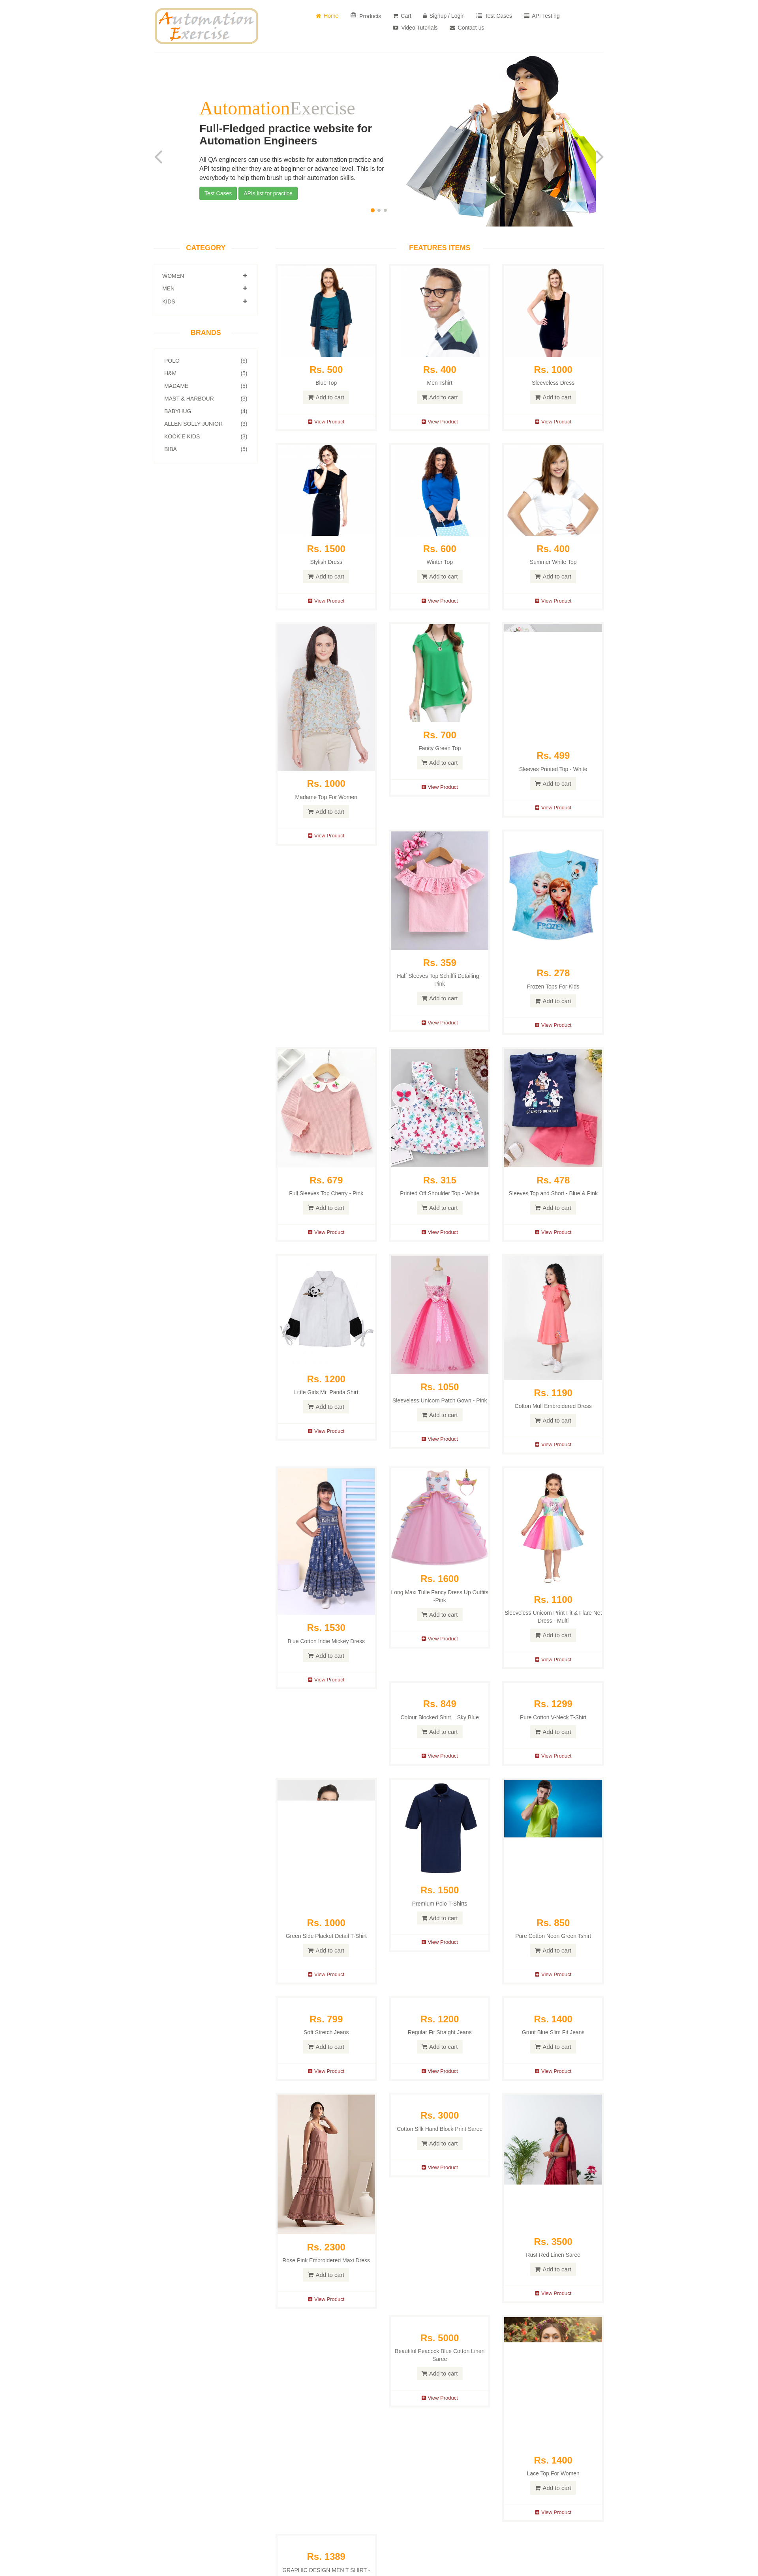 Automation
Exercise
Home
Products
Cart
Signup / Login
Test Cases
API Testing
Video Tutorials
Contact us
AutomationExercise
Full-Fledged practice website for
Automation Engineers
All QA engineers can use this website for automation practice and
API testing either they are at beginner or advance level. This is for
everybody to help them brush up their automation skills.
Test Cases
APIs list for practice
CATEGORY
WOMEN
MEN
KIDS
BRANDS
POLO (6)
H&M (5)
MADAME (5)
MAST & HARBOUR (3)
BABYHUG (4)
ALLEN SOLLY JUNIOR (3)
KOOKIE KIDS (3)
BIBA (5)
FEATURES ITEMS
Rs. 500
Blue Top
Add to cart
View Product
Rs. 400
Men Tshirt
Add to cart
View Product
Rs. 1000
Sleeveless Dress
Add to cart
View Product
Rs. 1500
Stylish Dress
Add to cart
View Product
Rs. 600
Winter Top
Add to cart
View Product
Rs. 400
Summer White Top
Add to cart
View Product
Rs. 1000
Madame Top For Women
Add to cart
View Product
Rs. 700
Fancy Green Top
Add to cart
View Product
Rs. 499
Sleeves Printed Top - White
Add to cart
View Product
Rs. 359
Half Sleeves Top Schiffli Detailing -
Pink
Add to cart
View Product
FROZEN
Rs. 278
Frozen Tops For Kids
Add to cart
View Product
Rs. 679
Full Sleeves Top Cherry - Pink
Add to cart
View Product
Rs. 315
Printed Off Shoulder Top - White
Add to cart
View Product
Rs. 478
Sleeves Top and Short - Blue & Pink
Add to cart
View Product
Rs. 1200
Little Girls Mr. Panda Shirt
Add to cart
View Product
Rs. 1050
Sleeveless Unicorn Patch Gown - Pink
Add to cart
View Product
Rs. 1190
Cotton Mull Embroidered Dress
Add to cart
View Product
Rs. 1530
Blue Cotton Indie Mickey Dress
Add to cart
View Product
Rs. 1600
Long Maxi Tulle Fancy Dress Up Outfits
-Pink
Add to cart
View Product
Rs. 1100
Sleeveless Unicorn Print Fit & Flare Net
Dress - Multi
Add to cart
View Product
Rs. 849
Colour Blocked Shirt – Sky Blue
Add to cart
View Product
Rs. 1299
Pure Cotton V-Neck T-Shirt
Add to cart
View Product
Rs. 1000
Green Side Placket Detail T-Shirt
Add to cart
View Product
Rs. 1500
Premium Polo T-Shirts
Add to cart
View Product
Rs. 850
Pure Cotton Neon Green Tshirt
Add to cart
View Product
Rs. 799
Soft Stretch Jeans
Add to cart
View Product
Rs. 1200
Regular Fit Straight Jeans
Add to cart
View Product
Rs. 1400
Grunt Blue Slim Fit Jeans
Add to cart
View Product
Rs. 2300
Rose Pink Embroidered Maxi Dress
Add to cart
View Product
Rs. 3000
Cotton Silk Hand Block Print Saree
Add to cart
View Product
Rs. 3500
Rust Red Linen Saree
Add to cart
View Product
Rs. 5000
Beautiful Peacock Blue Cotton Linen
Saree
Add to cart
View Product
Rs. 1400
Lace Top For Women
Add to cart
View Product
Rs. 1389
GRAPHIC DESIGN MEN T SHIRT -